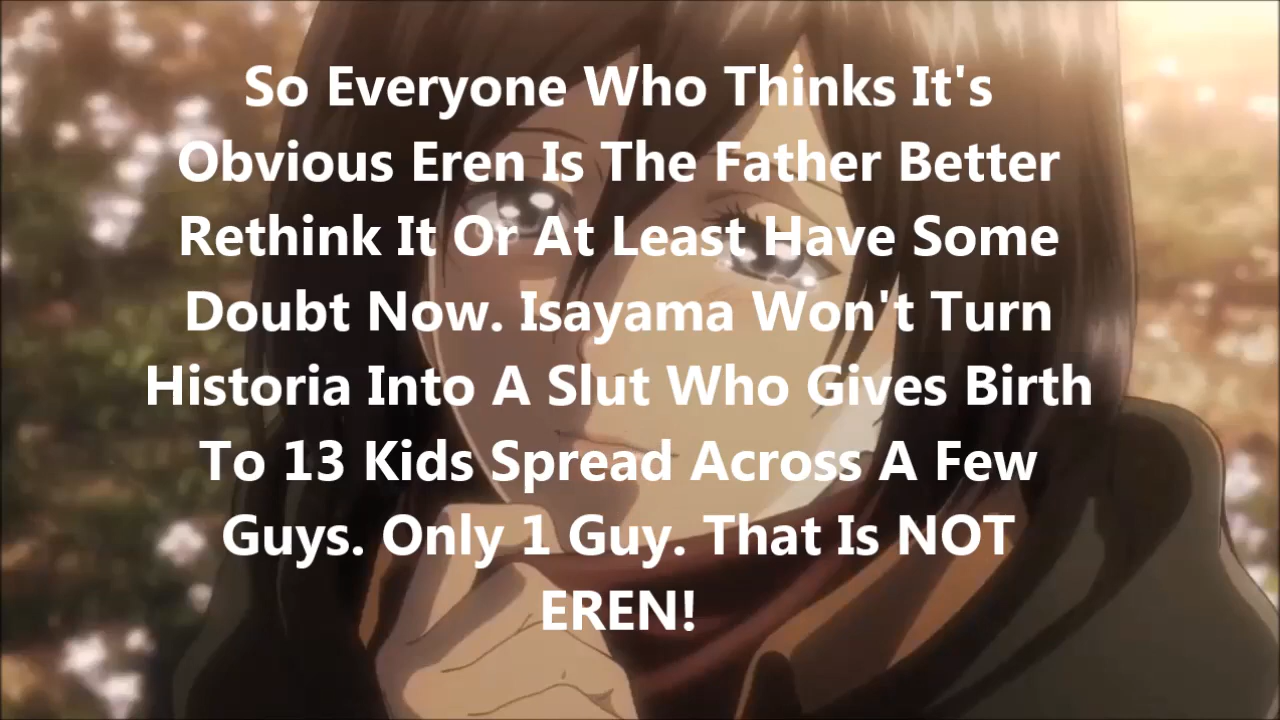 So Everyone Who Thinks It's
Obvious Eren Is The Father Better
Rethink It Or At Least Have Some
Doubt Now. Isayama Won't Turn
Historia Into A Slut Who Gives Birth
To 13 Kids Spread Across A Few
Guys. Only 1 Guy. That Is NOT
EREN!